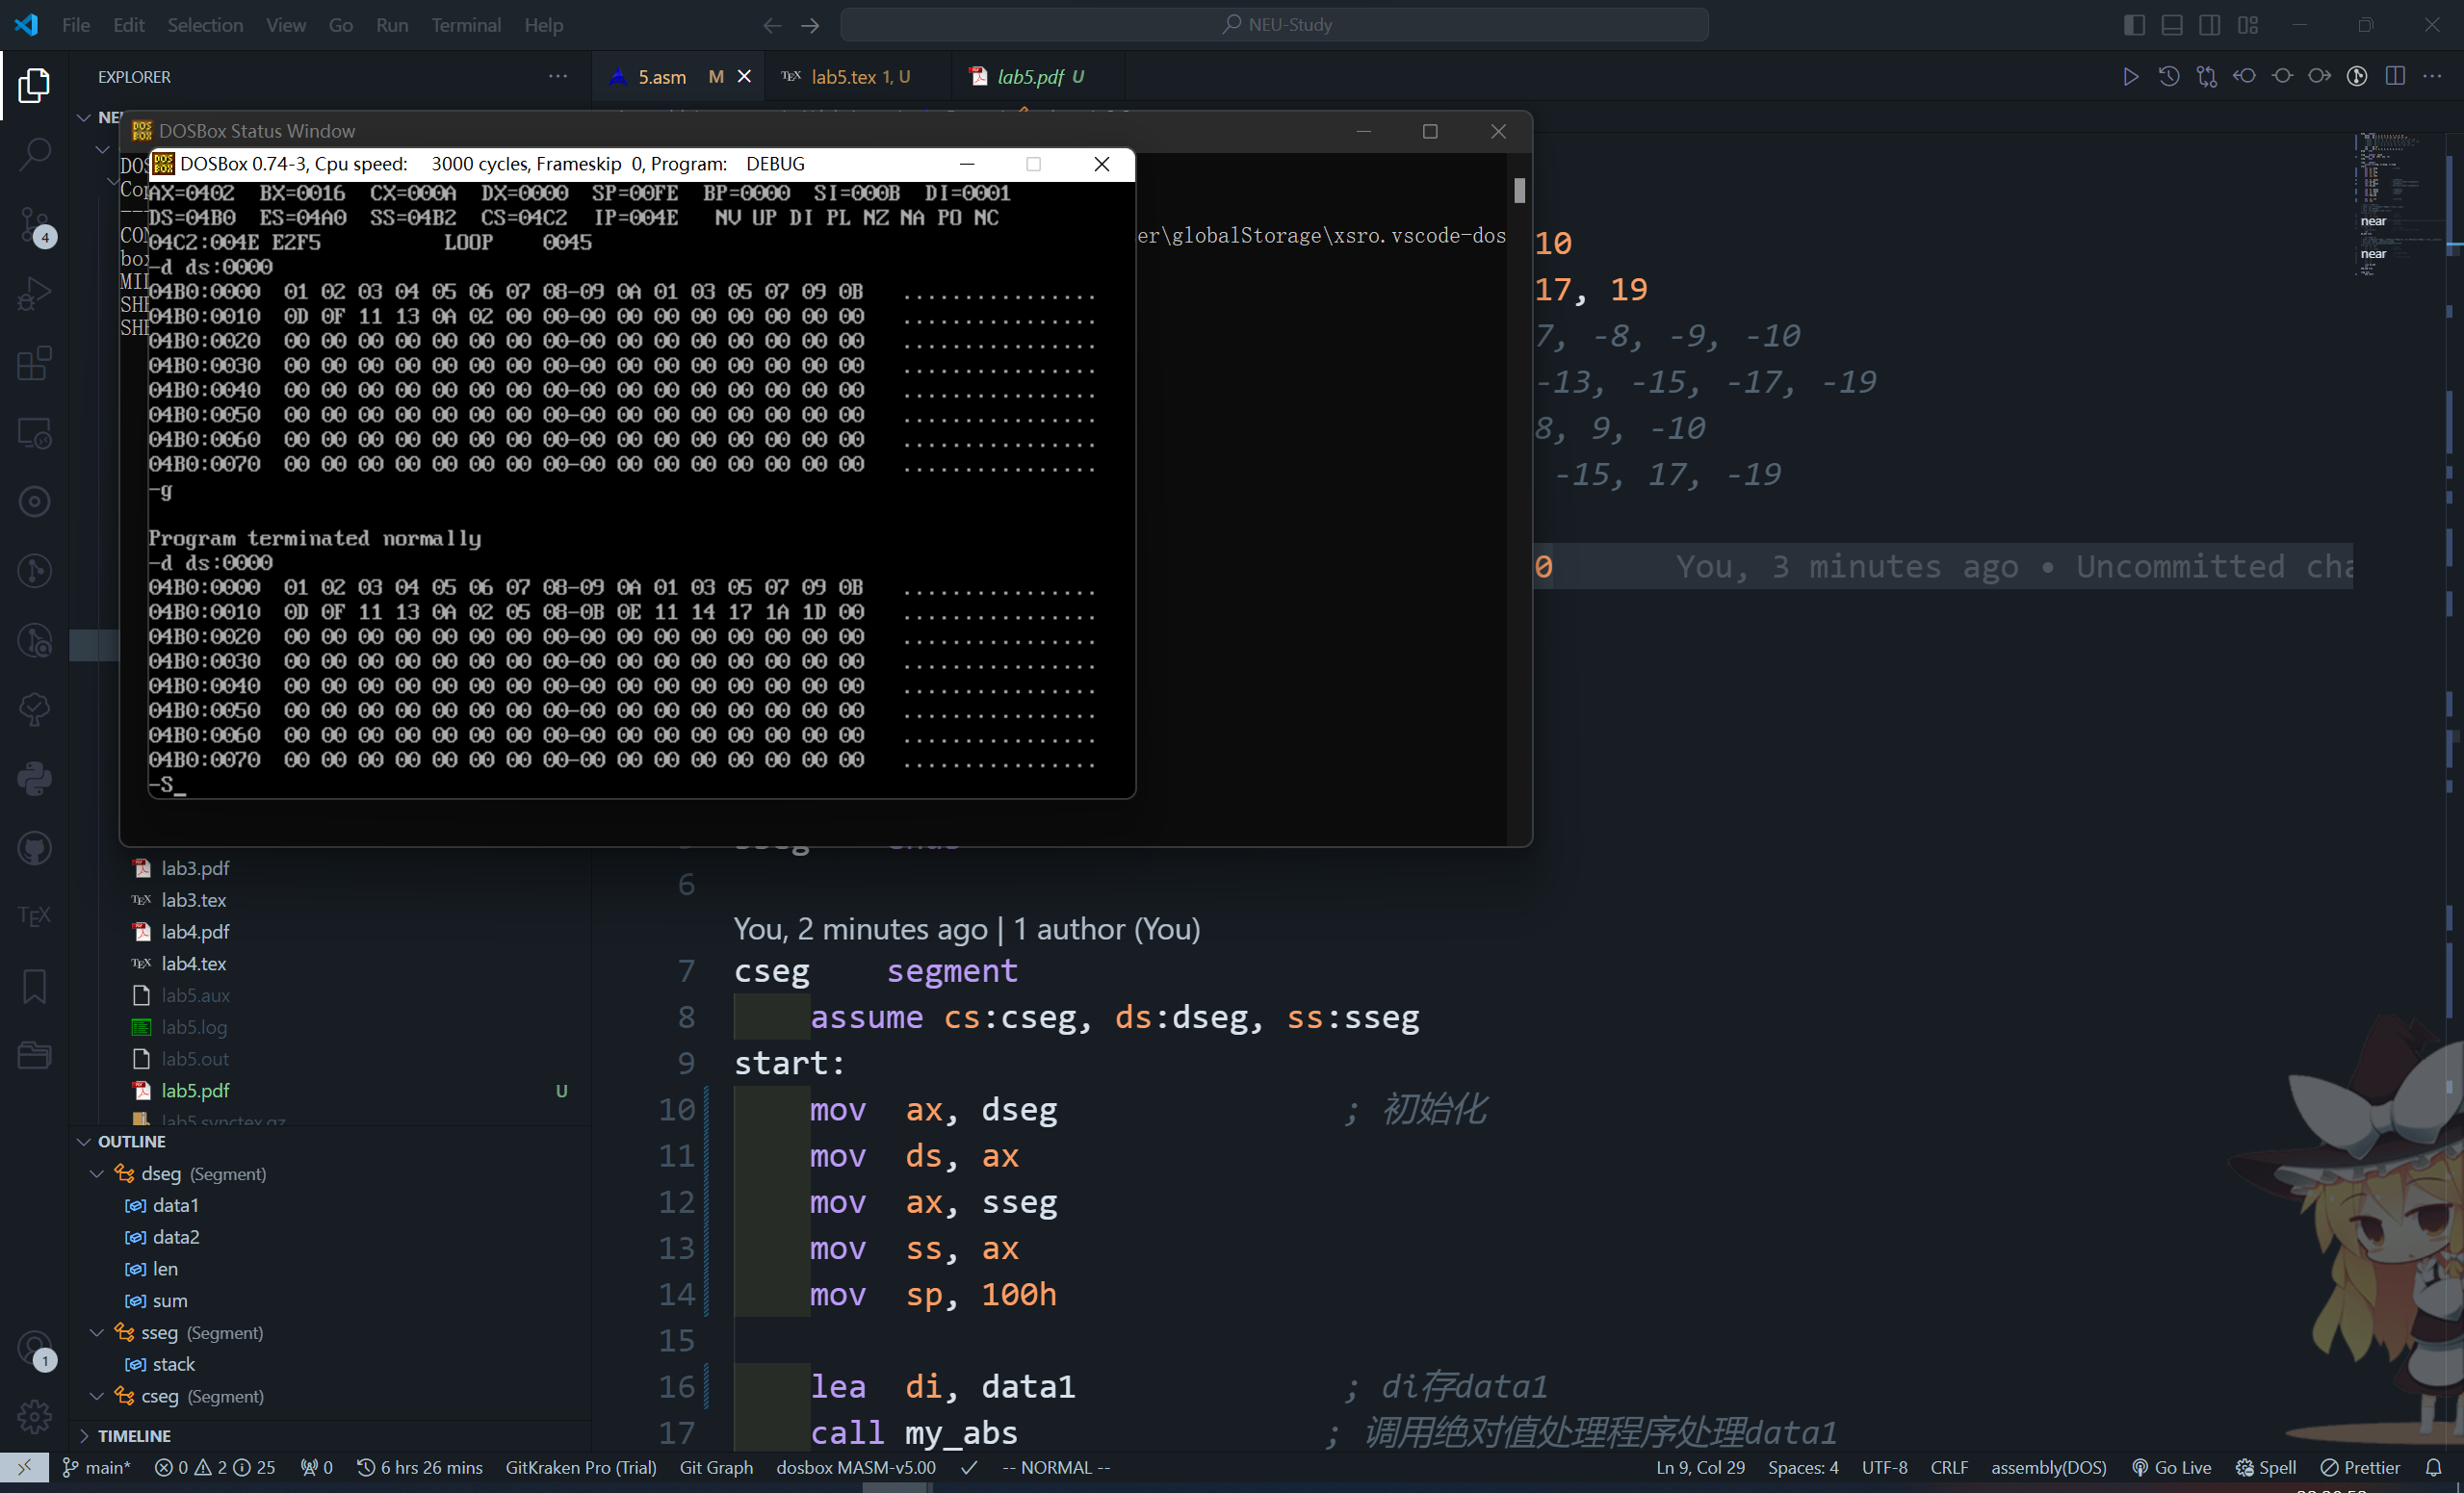 File Edit Selection View Go Run Terminal Help
NEU-Study
EXPLORER
5.asm M
lab5.tex 1, U
lab5.pdf U
DOSBox Status Window
er\globalStorage\xsro.vscode-dos
DOSBox 0.74-3, Cpu speed: 3000 cycles, Frameskip 0, Program: DEBUG
AX=0402 BX=0016 CX=000A DX=0000 SP=00FE BP=0000 SI=000B DI=0001
DS=04B0 ES=04A0 SS=04B2 CS=04C2 IP=004E NV UP DI PL NZ NA PO NC
04C2:004E E2F5 LOOP 0045
-d ds:0000
04B0:0000 01 02 03 04 05 06 07 08-09 0A 01 03 05 07 09 0B ................
04B0:0010 0D 0F 11 13 0A 02 00 00-00 00 00 00 00 00 00 00 ................
04B0:0020 00 00 00 00 00 00 00 00-00 00 00 00 00 00 00 00 ................
04B0:0030 00 00 00 00 00 00 00 00-00 00 00 00 00 00 00 00 ................
04B0:0040 00 00 00 00 00 00 00 00-00 00 00 00 00 00 00 00 ................
04B0:0050 00 00 00 00 00 00 00 00-00 00 00 00 00 00 00 00 ................
04B0:0060 00 00 00 00 00 00 00 00-00 00 00 00 00 00 00 00 ................
04B0:0070 00 00 00 00 00 00 00 00-00 00 00 00 00 00 00 00 ................
-g
Program terminated normally
-d ds:0000
04B0:0000 01 02 03 04 05 06 07 08-09 0A 01 03 05 07 09 0B ................
04B0:0010 0D 0F 11 13 0A 02 05 08-0B 0E 11 14 17 1A 1D 00 ................
04B0:0020 00 00 00 00 00 00 00 00-00 00 00 00 00 00 00 00 ................
04B0:0030 00 00 00 00 00 00 00 00-00 00 00 00 00 00 00 00 ................
04B0:0040 00 00 00 00 00 00 00 00-00 00 00 00 00 00 00 00 ................
04B0:0050 00 00 00 00 00 00 00 00-00 00 00 00 00 00 00 00 ................
04B0:0060 00 00 00 00 00 00 00 00-00 00 00 00 00 00 00 00 ................
04B0:0070 00 00 00 00 00 00 00 00-00 00 00 00 00 00 00 00 ................
-S_
10
17, 19
7, -8, -9, -10
-13, -15, -17, -19
8, 9, -10
-15, 17, -19
0 You, 3 minutes ago • Uncommitted cha
near
near
6
You, 2 minutes ago | 1 author (You)
7 cseg segment
8 assume cs:cseg, ds:dseg, ss:sseg
9 start:
10 mov ax, dseg ; 初始化
11 mov ds, ax
12 mov ax, sseg
13 mov ss, ax
14 mov sp, 100h
15
16 lea di, data1 ; di存data1
17 call my_abs ; 调用绝对值处理程序处理data1
4
TEX
1
lab3.pdf
lab3.tex
lab4.pdf
lab4.tex
lab5.aux
lab5.log
lab5.out
lab5.pdf U
lab5.synctex.gz
OUTLINE
dseg (Segment)
data1
data2
len
sum
sseg (Segment)
stack
cseg (Segment)
TIMELINE
main* 0 2 25 0 6 hrs 26 mins GitKraken Pro (Trial) Git Graph dosbox MASM-v5.00 -- NORMAL -- Ln 9, Col 29 Spaces: 4 UTF-8 CRLF assembly(DOS) Go Live Spell Prettier